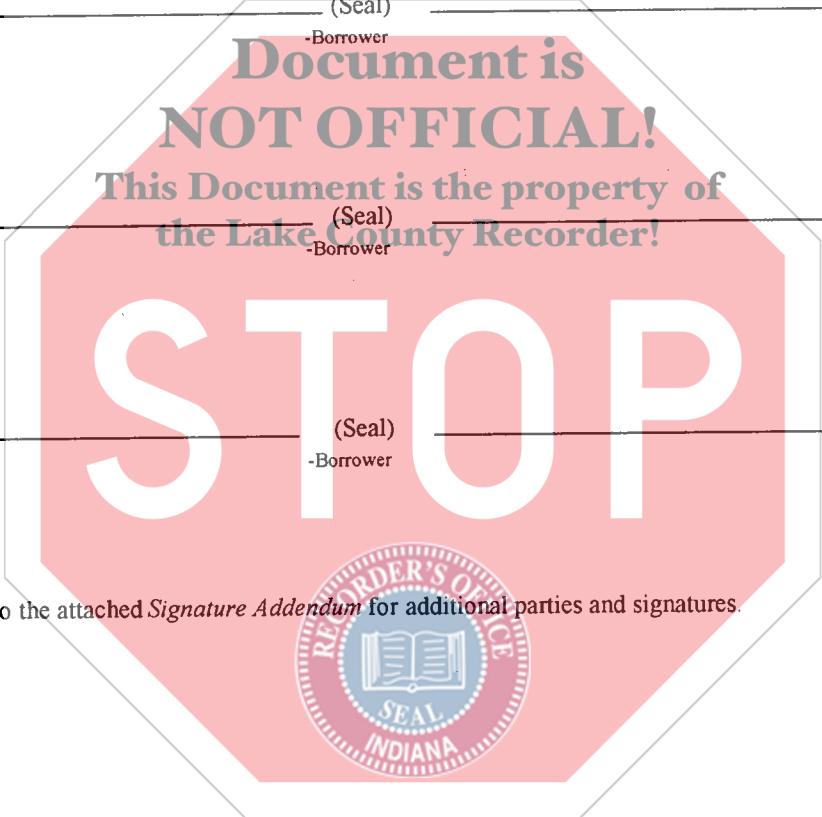 (Seal)
-Borrower
Document is
NOT OFFICIAL!
This Document is the property of
(Seal)
the Lake County Recorder!
-Borrower
STOP
(Seal)
-Borrower
o the attached Signature Addendum for additional parties and signatures.
RECORDER'S OFFICE
SEAL
INDIANA